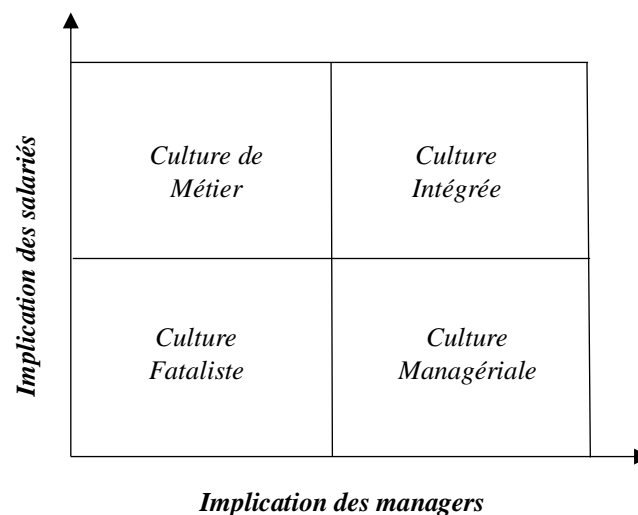 Implication des salariés
Culture de
Métier
Culture
Intégrée
Culture
Fataliste
Culture
Managériale
Implication des managers